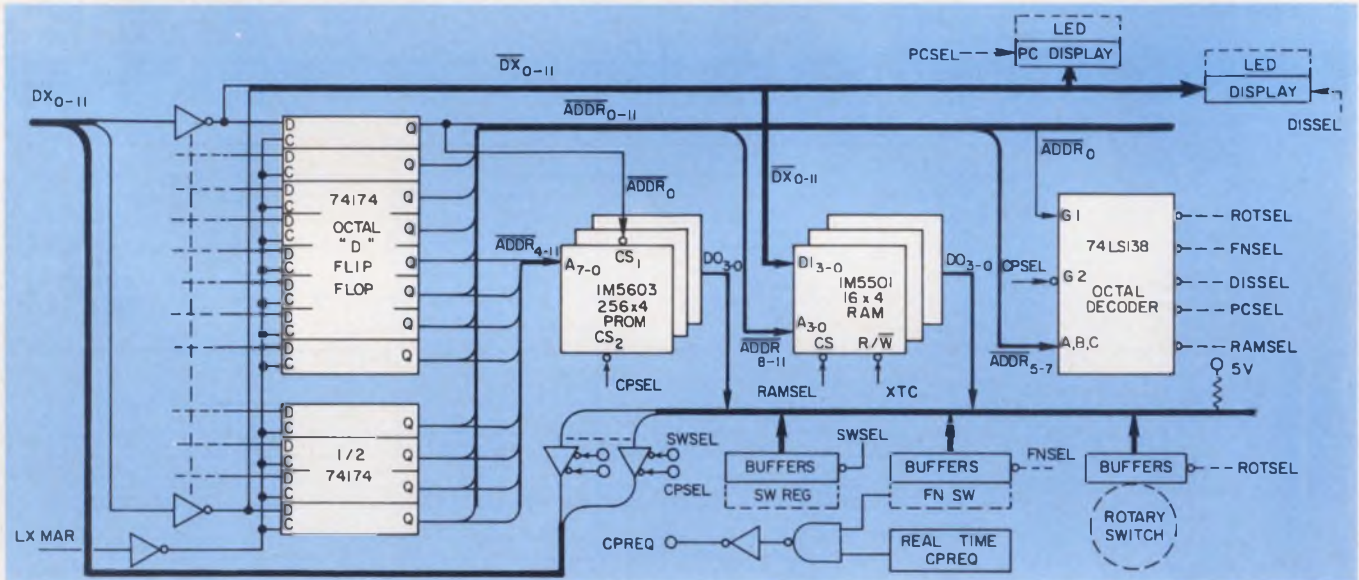 LED
PCSEL
PC DISPLAY
LED
DISPLAY
DISSEL
DX0-11
DX0-11
ADDR0-11
D
C
Q
D
C
Q
D
C
74174
Q
D
C
OCTAL
Q
D
C
"D"
Q
D
C
FLIP
Q
D
C
FLOP
Q
D
C
Q
D
C
Q
D
C
1/2
Q
D
C
74174
Q
D
C
Q
LX MAR
ADDR0
ADDR4-11
A7-0
CS1
IM5603
256x4
PROM
CS2
CPSEL
DO3-0
DX0-11
DI3-0
IM5501
16x4
RAM
A3-0
CS
R/W
ADDR
8-11
RAMSEL
XTC
DO3-0
ADDR0
G1
74LS138
CPSEL
G2
OCTAL
DECODER
A,B,C
ADDR5-7
ROTSEL
FNSEL
DISSEL
PCSEL
RAMSEL
5V
SWSEL
CPSEL
SWSEL
BUFFERS
SW REG
BUFFERS
FNSEL
FN SW
BUFFERS
ROTSEL
ROTARY
SWITCH
CPREQ
REAL TIME
CPREQ